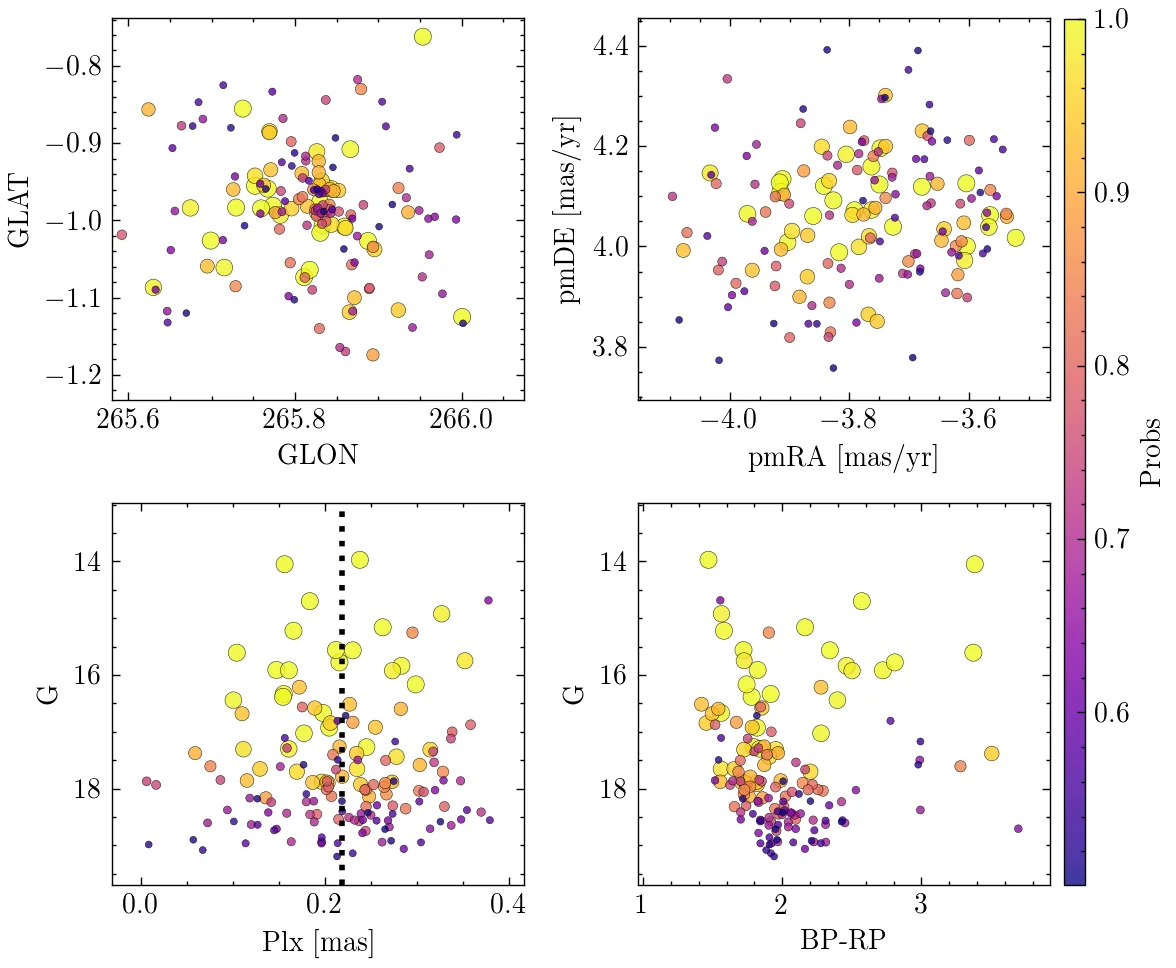 −0.8
−0.9
−1.0
−1.1
−1.2
GLAT
265.6 265.8 266.0
GLON
4.4
4.2
4.0
3.8
pmDE [mas/yr]
−4.0 −3.8 −3.6
pmRA [mas/yr]
1.0
0.9
0.8
0.7
0.6
Probs
14
16
18
G
0.0 0.2 0.4
Plx [mas]
14
16
18
G
1 2 3
BP-RP